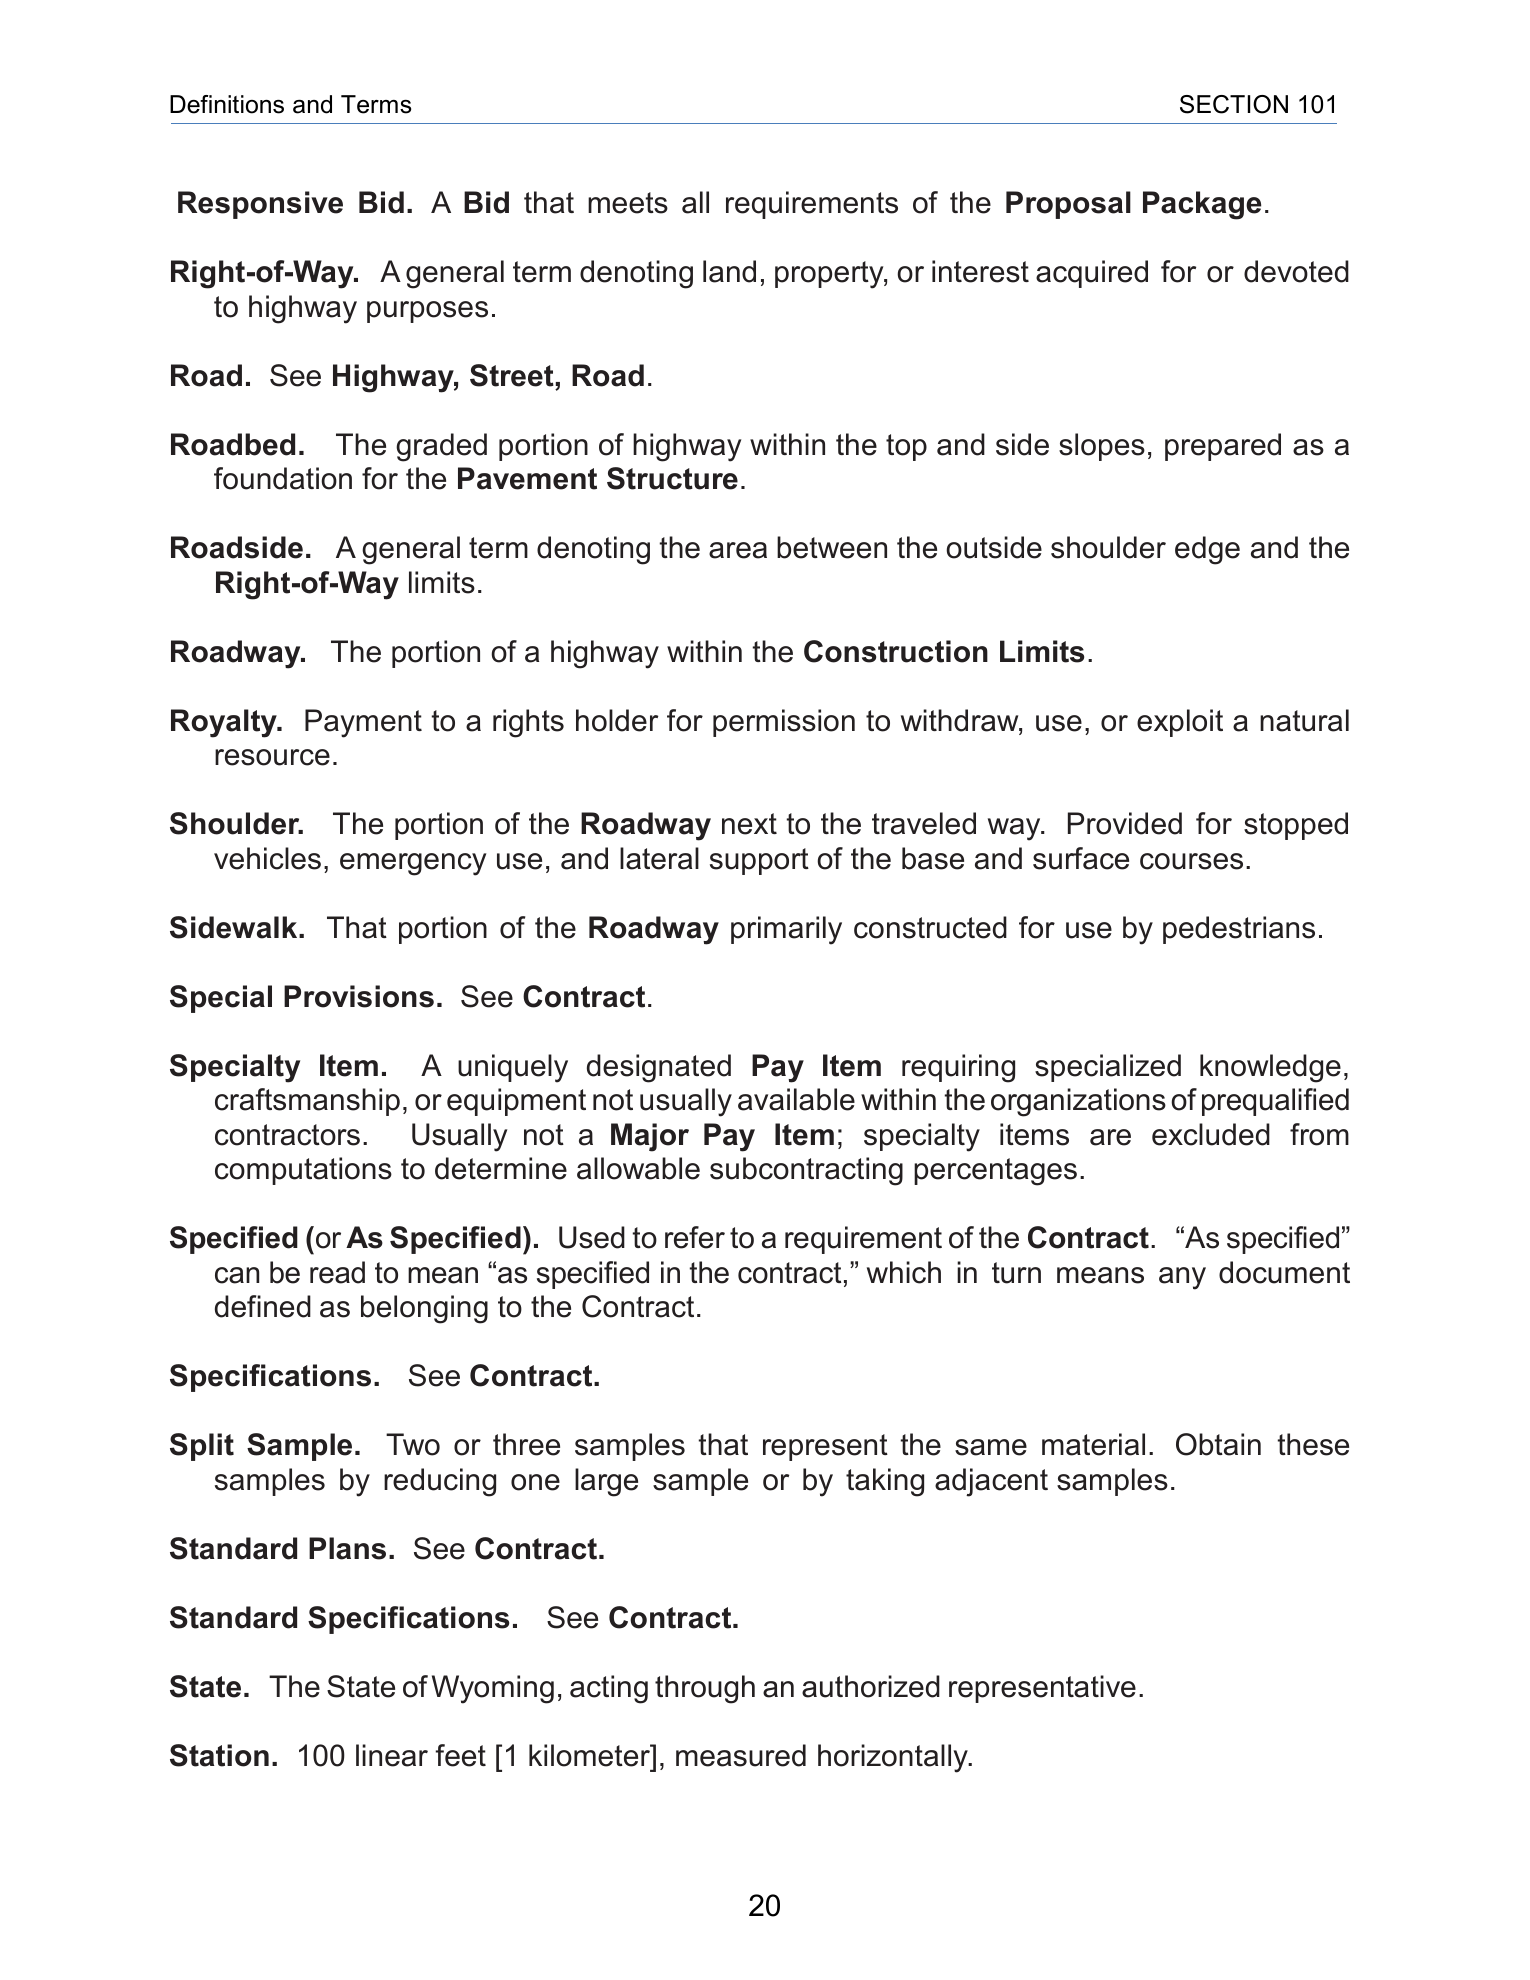 Definitions and Terms SECTION 101
Responsive Bid. A Bid that meets all requirements of the Proposal Package.
Right-of-Way. A general term denoting land, property, or interest acquired for or devoted
to highway purposes.
Road. See Highway, Street, Road.
Roadbed. The graded portion of highway within the top and side slopes, prepared as a
foundation for the Pavement Structure.
Roadside. A general term denoting the area between the outside shoulder edge and the
Right-of-Way limits.
Roadway. The portion of a highway within the Construction Limits.
Royalty. Payment to a rights holder for permission to withdraw, use, or exploit a natural
resource.
Shoulder. The portion of the Roadway next to the traveled way. Provided for stopped
vehicles, emergency use, and lateral support of the base and surface courses.
Sidewalk. That portion of the Roadway primarily constructed for use by pedestrians.
Special Provisions. See Contract.
Specialty Item. A uniquely designated Pay Item requiring specialized knowledge,
craftsmanship, or equipment not usually available within the organizations of prequalified
contractors. Usually not a Major Pay Item; specialty items are excluded from
computations to determine allowable subcontracting percentages.
Specified (or As Specified). Used to refer to a requirement of the Contract. “As specified”
can be read to mean “as specified in the contract,” which in turn means any document
defined as belonging to the Contract.
Specifications. See Contract.
Split Sample. Two or three samples that represent the same material. Obtain these
samples by reducing one large sample or by taking adjacent samples.
Standard Plans. See Contract.
Standard Specifications. See Contract.
State. The State of Wyoming, acting through an authorized representative.
Station. 100 linear feet [1 kilometer], measured horizontally.
20